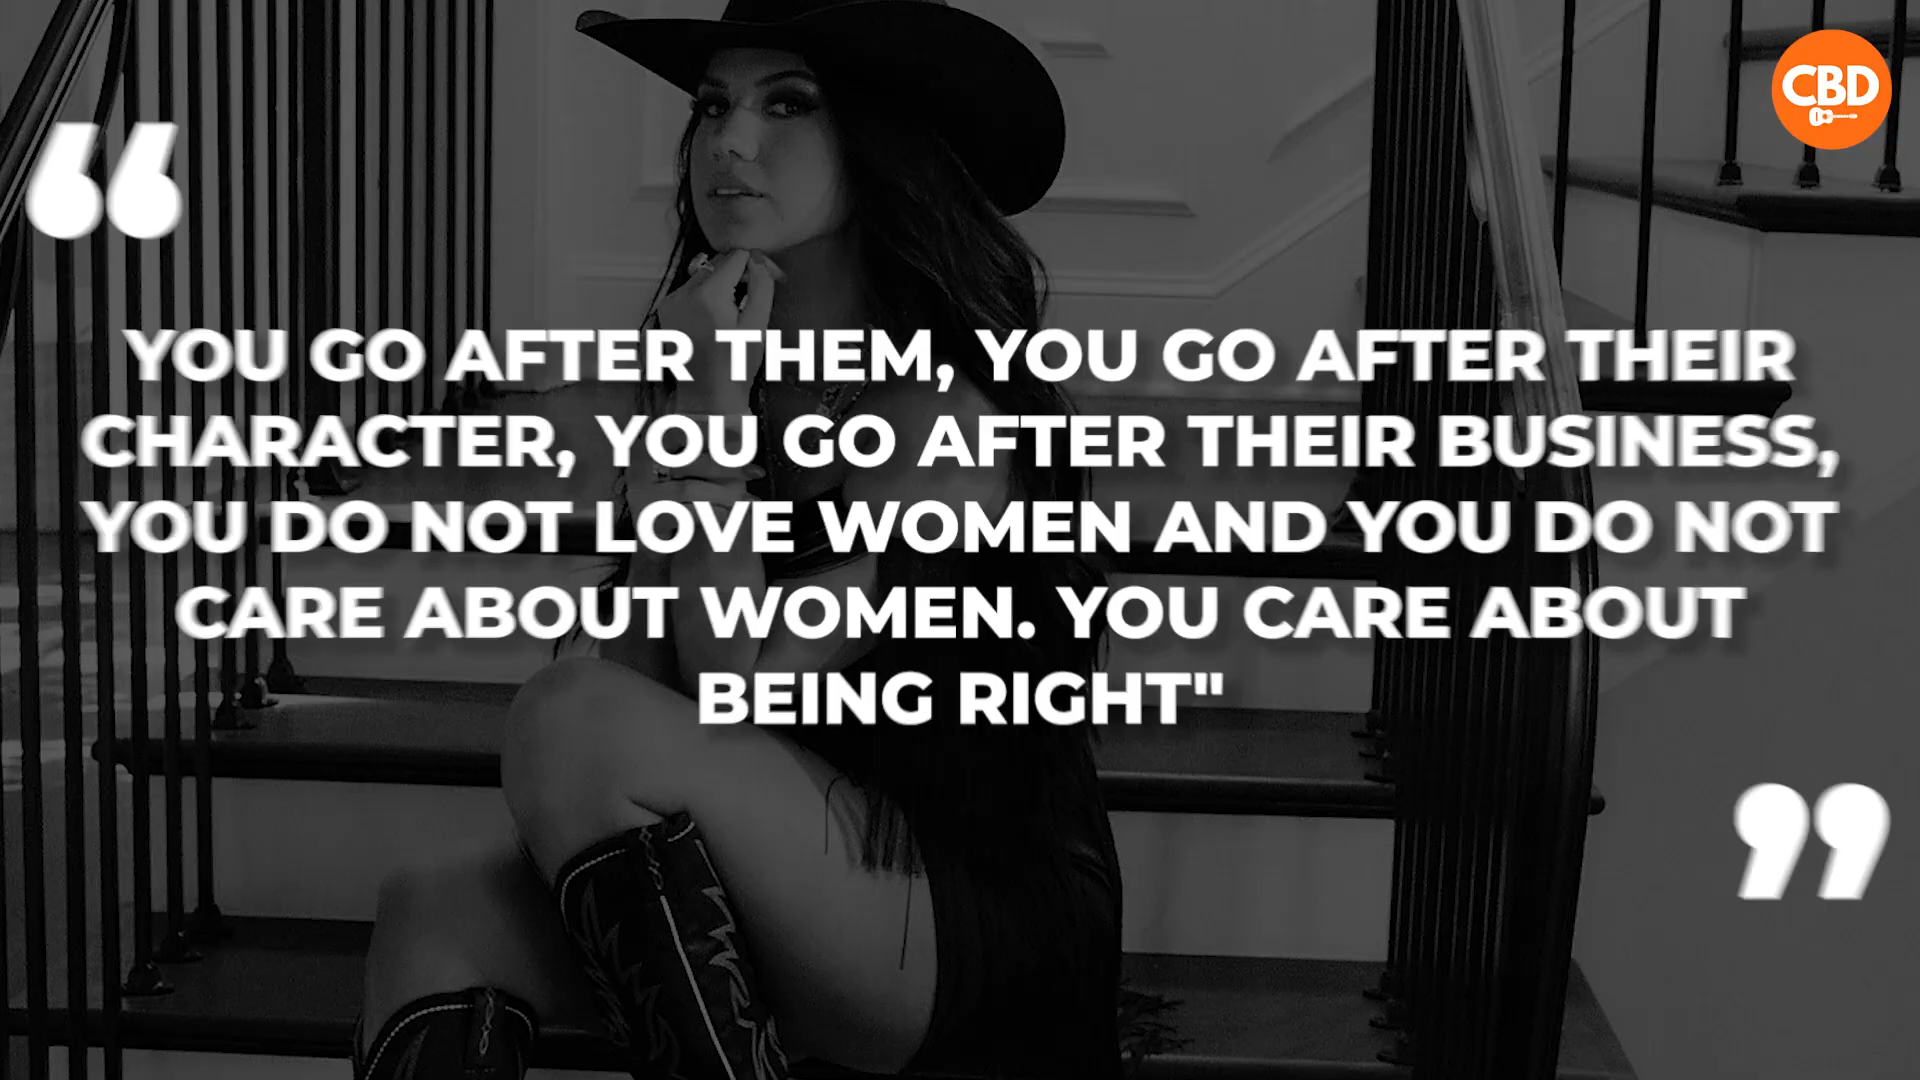 CBD
“
YOU GO AFTER THEM, YOU GO AFTER THEIR
CHARACTER, YOU GO AFTER THEIR BUSINESS,
YOU DO NOT LOVE WOMEN AND YOU DO NOT
CARE ABOUT WOMEN. YOU CARE ABOUT
BEING RIGHT"
”